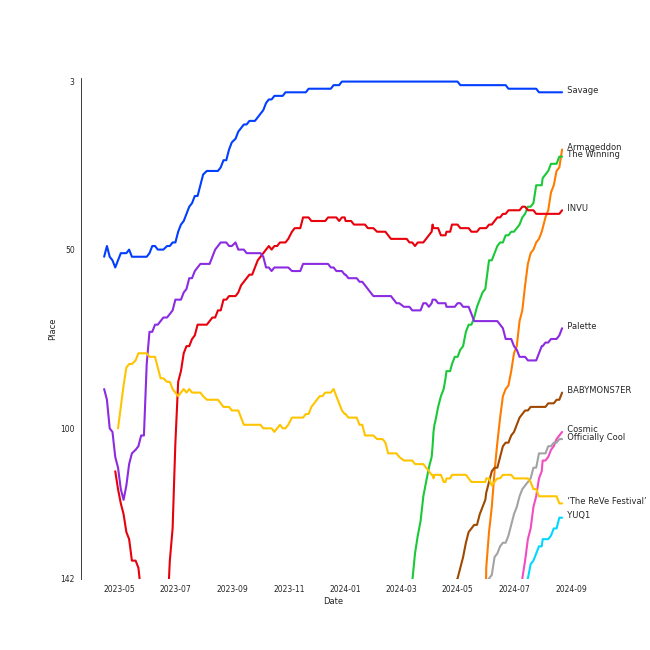 3
Savage
Armageddon
The Winning
INVU
50
Place
Palette
BABYMONS7ER
100
Cosmic
Officially Cool
'The ReVe Festival'
YUQ1
142
2023-05 2023-07 2023-09 2023-11 2024-01 2024-03 2024-05 2024-07 2024-09
Date